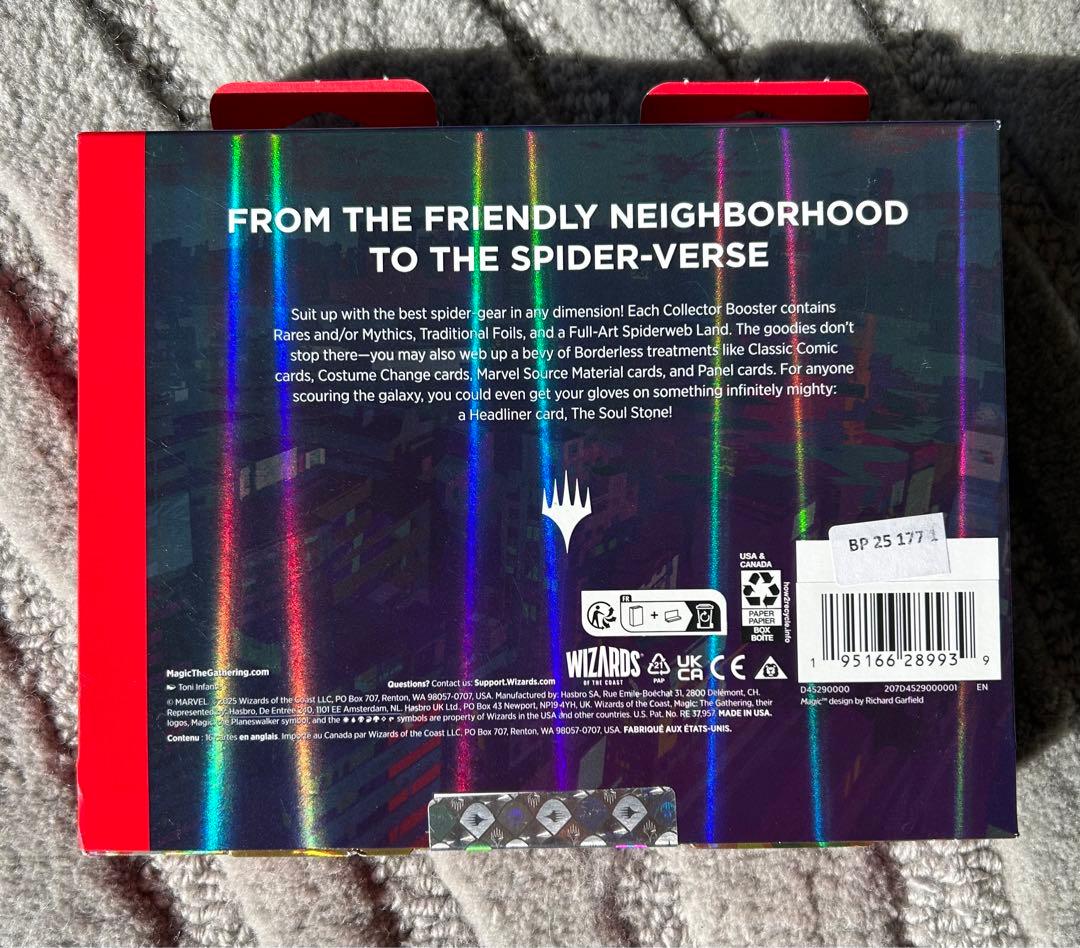 FROM THE FRIENDLY NEIGHBORHOOD
TO THE SPIDER-VERSE
Suit up with the best spider-gear in any dimension! Each Collector Booster contains
Rares and/or Mythics, Traditional Foils, and a Full-Art Spiderweb Land. The goodies don't
stop there—you may also web up a bevy of Borderless treatments like Classic Comic
cards, Costume Change cards, Marvel Source Material cards, and Panel cards. For anyone
scouring the galaxy, you could even get your gloves on something infinitely mighty:
a Headliner card, The Soul Stone!
BP 25 177 1
USA &
CANADA
PAPER
PAPIER
BOX
BOÎTE
how2recycle.info
FR
+
WIZARDS
OF THE COAST
21
PAP
UK
CA
CE
1 95166 28993 9
D45290000 207D4529000001 EN
Magic™ design by Richard Garfield
MagicTheGathering.com
Toni Infante
Questions? Contact us: Support.Wizards.com
© MARVEL 2025 Wizards of the Coast LLC, PO Box 707, Renton, WA 98057-0707, USA. Manufactured by: Hasbro SA, Rue Emile-Boéchat 31, 2800 Delémont, CH.
Represented by: Hasbro, De Entree 240, 1101 EE Amsterdam, NL. Hasbro UK Ltd., PO Box 43 Newport, NP19 4YH, UK. Wizards of the Coast, Magic: The Gathering, their
logos, Magic, the Planeswalker symbol, and the symbols are property of Wizards in the USA and other countries. U.S. Pat. No. RE 37,957. MADE IN USA.
Contenu : 16 cartes en anglais. Importé au Canada par Wizards of the Coast LLC, PO Box 707, Renton, WA 98057-0707, USA. FABRIQUÉ AUX ÉTATS-UNIS.